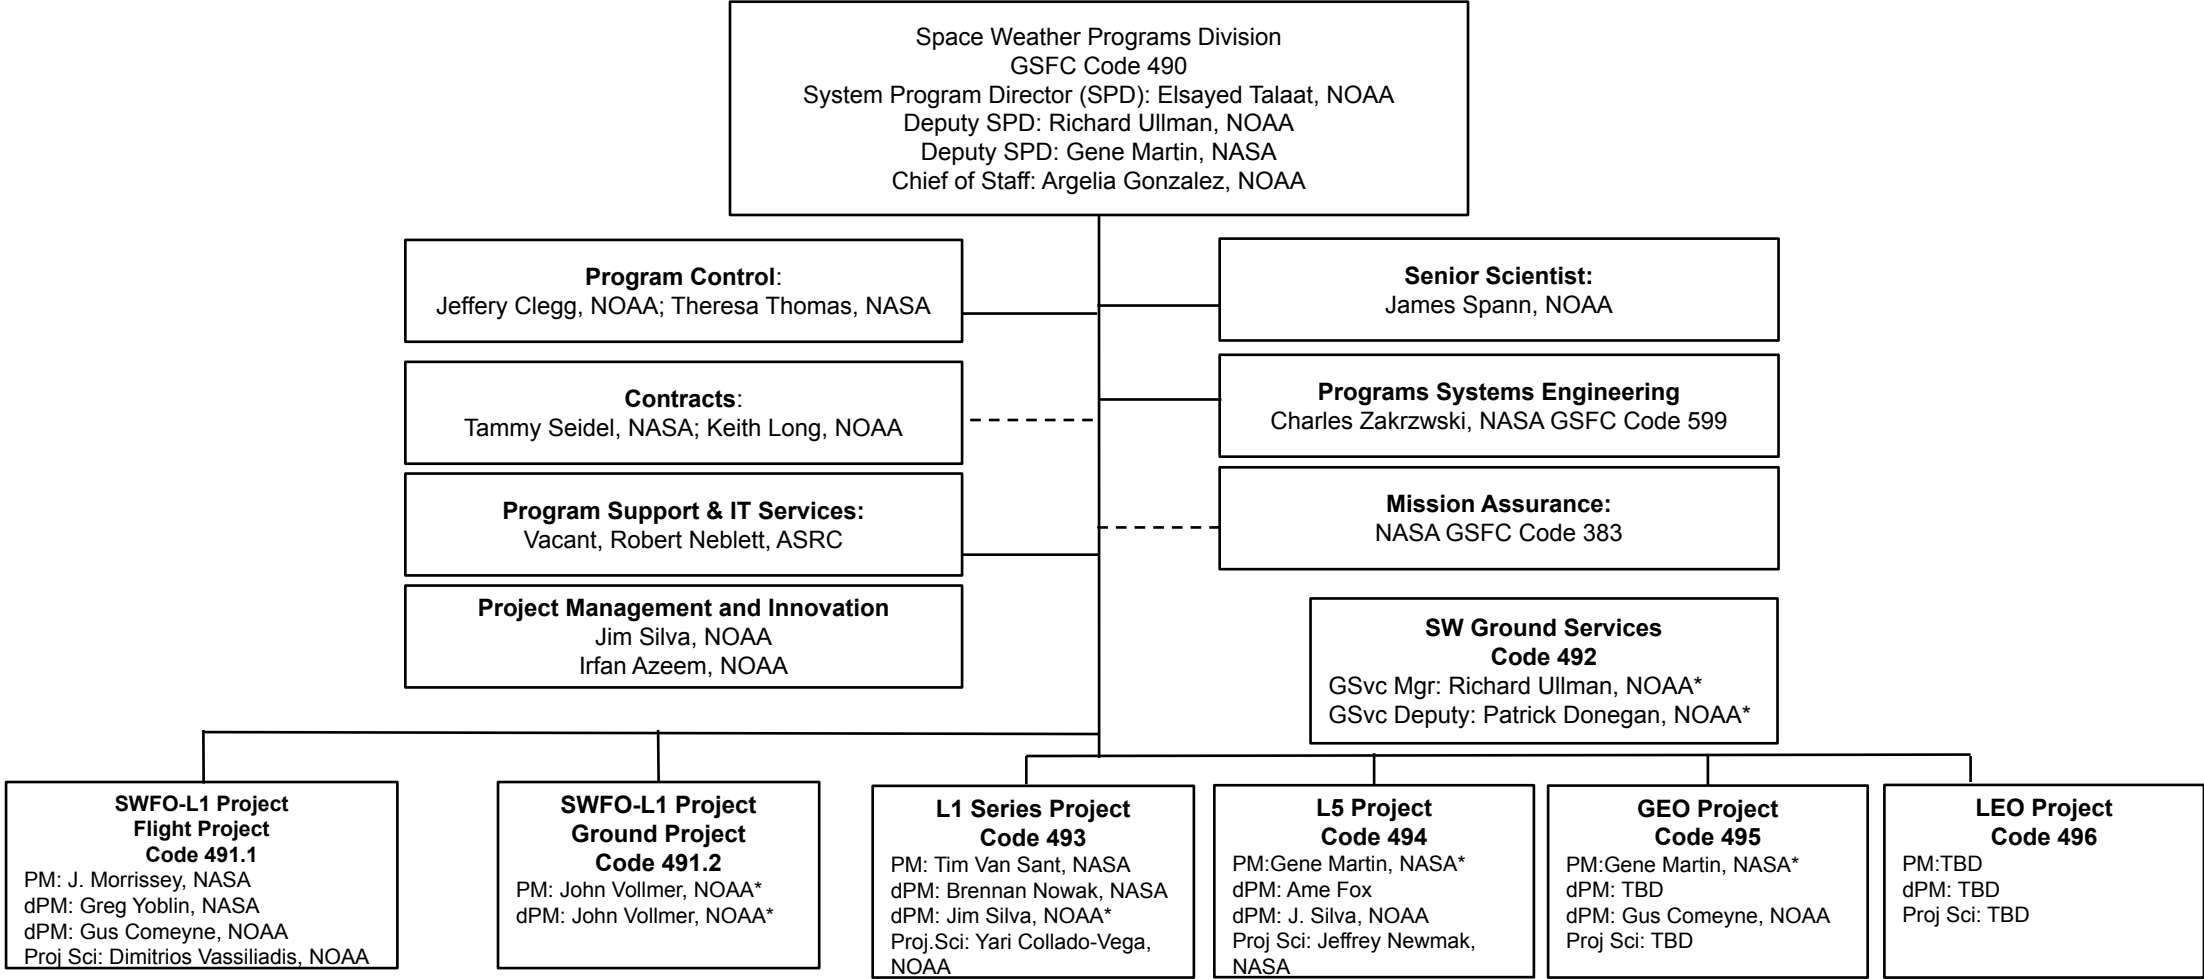 Space Weather Programs Division
GSFC Code 490
System Program Director (SPD): Elsayed Talaat, NOAA
Deputy SPD: Richard Ullman, NOAA
Deputy SPD: Gene Martin, NASA
Chief of Staff: Argelia Gonzalez, NOAA
Program Control:
Jeffery Clegg, NOAA; Theresa Thomas, NASA
Senior Scientist:
James Spann, NOAA
Contracts:
Tammy Seidel, NASA; Keith Long, NOAA
Programs Systems Engineering
Charles Zakrzwski, NASA GSFC Code 599
Program Support & IT Services:
Vacant, Robert Neblett, ASRC
Mission Assurance:
NASA GSFC Code 383
Project Management and Innovation
Jim Silva, NOAA
Irfan Azeem, NOAA
SW Ground Services
Code 492
GSvc Mgr: Richard Ullman, NOAA*
GSvc Deputy: Patrick Donegan, NOAA*
SWFO-L1 Project
Flight Project
Code 491.1
PM: J. Morrissey, NASA
dPM: Greg Yoblin, NASA
dPM: Gus Comeyne, NOAA
Proj Sci: Dimitrios Vassiliadis, NOAA
SWFO-L1 Project
Ground Project
Code 491.2
PM: John Vollmer, NOAA*
dPM: John Vollmer, NOAA*
L1 Series Project
Code 493
PM: Tim Van Sant, NASA
dPM: Brennan Nowak, NASA
dPM: Jim Silva, NOAA*
Proj.Sci: Yari Collado-Vega,
NOAA
L5 Project
Code 494
PM:Gene Martin, NASA*
dPM: Ame Fox
dPM: J. Silva, NOAA
Proj Sci: Jeffrey Newmak,
NASA
GEO Project
Code 495
PM:Gene Martin, NASA*
dPM: TBD
dPM: Gus Comeyne, NOAA
Proj Sci: TBD
LEO Project
Code 496
PM:TBD
dPM: TBD
Proj Sci: TBD